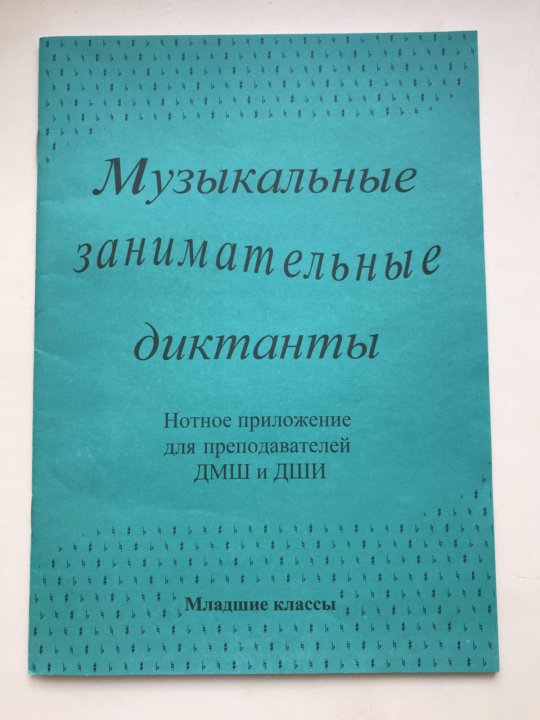 Музыкальные
занимательные
диктанты
Нотное приложение
для преподавателей
ДМШ и ДШИ
Младшие классы